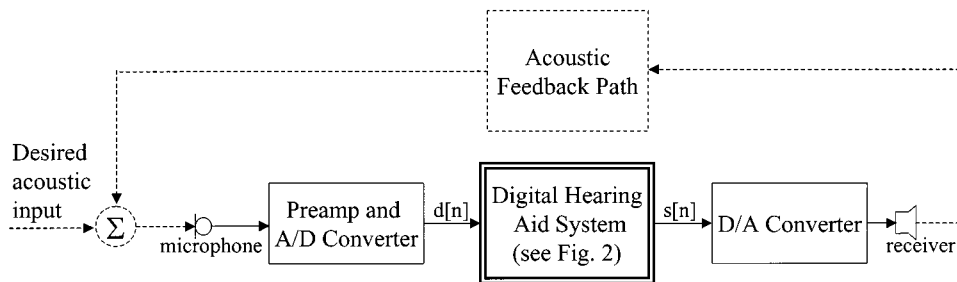 Acoustic
Feedback Path
Desired
acoustic
input
Σ
microphone
Preamp and
A/D Converter
d[n]
Digital Hearing
Aid System
(see Fig. 2)
s[n]
D/A Converter
receiver